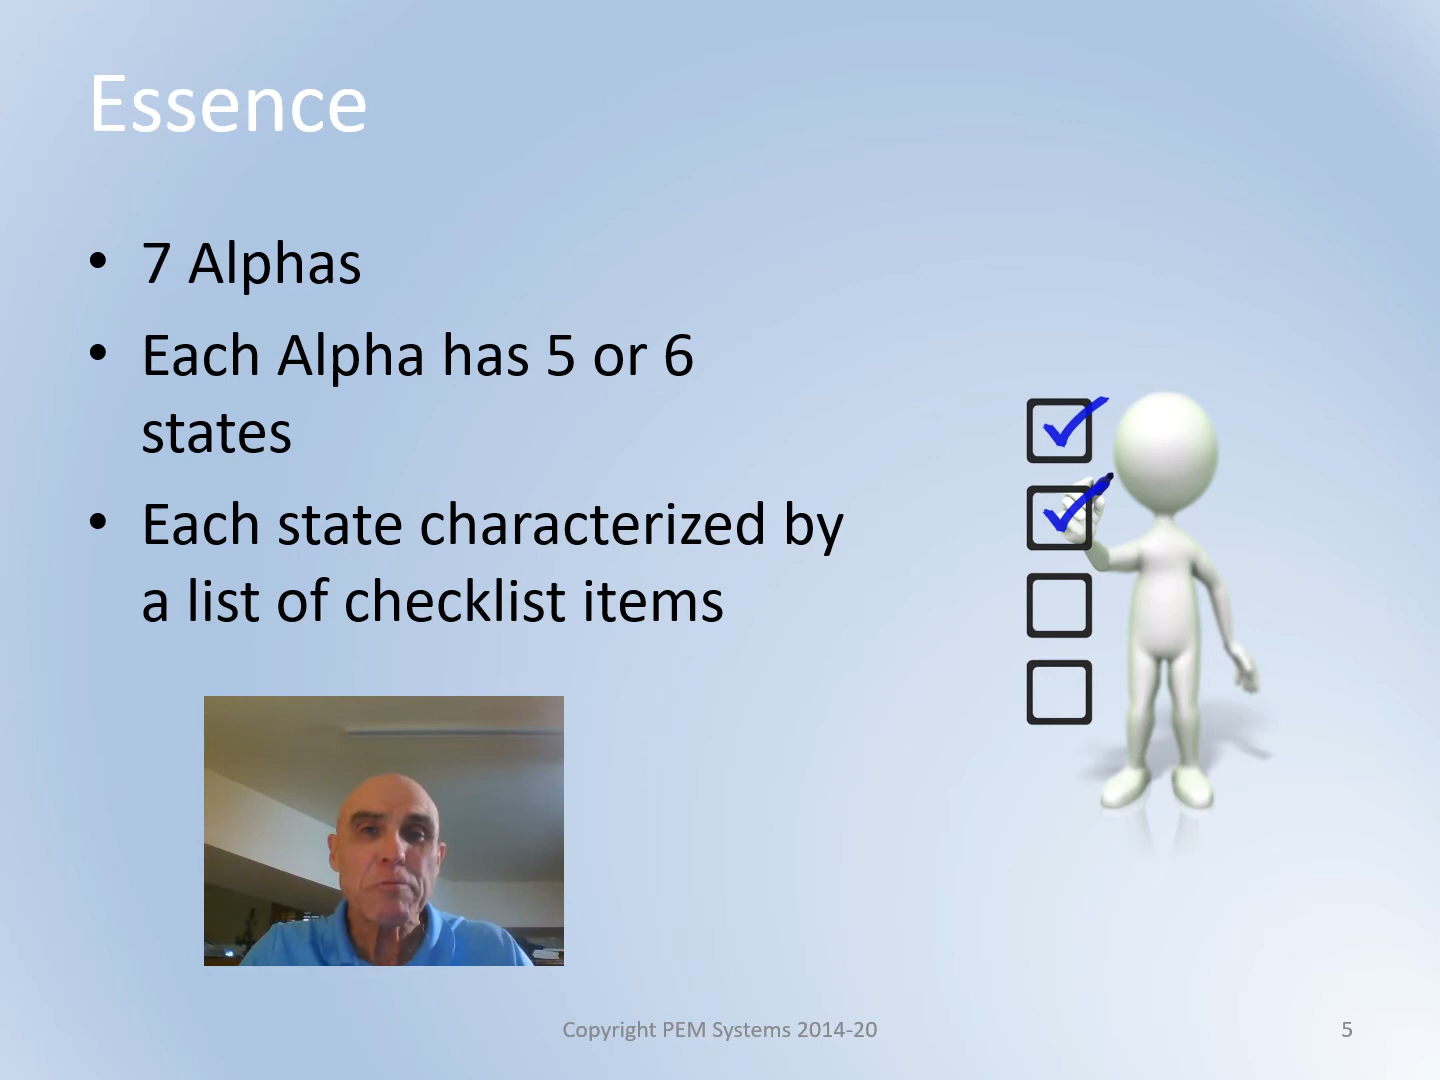 Essence
• 7 Alphas
• Each Alpha has 5 or 6
states
• Each state characterized by
a list of checklist items
Copyright PEM Systems 2014-20
5